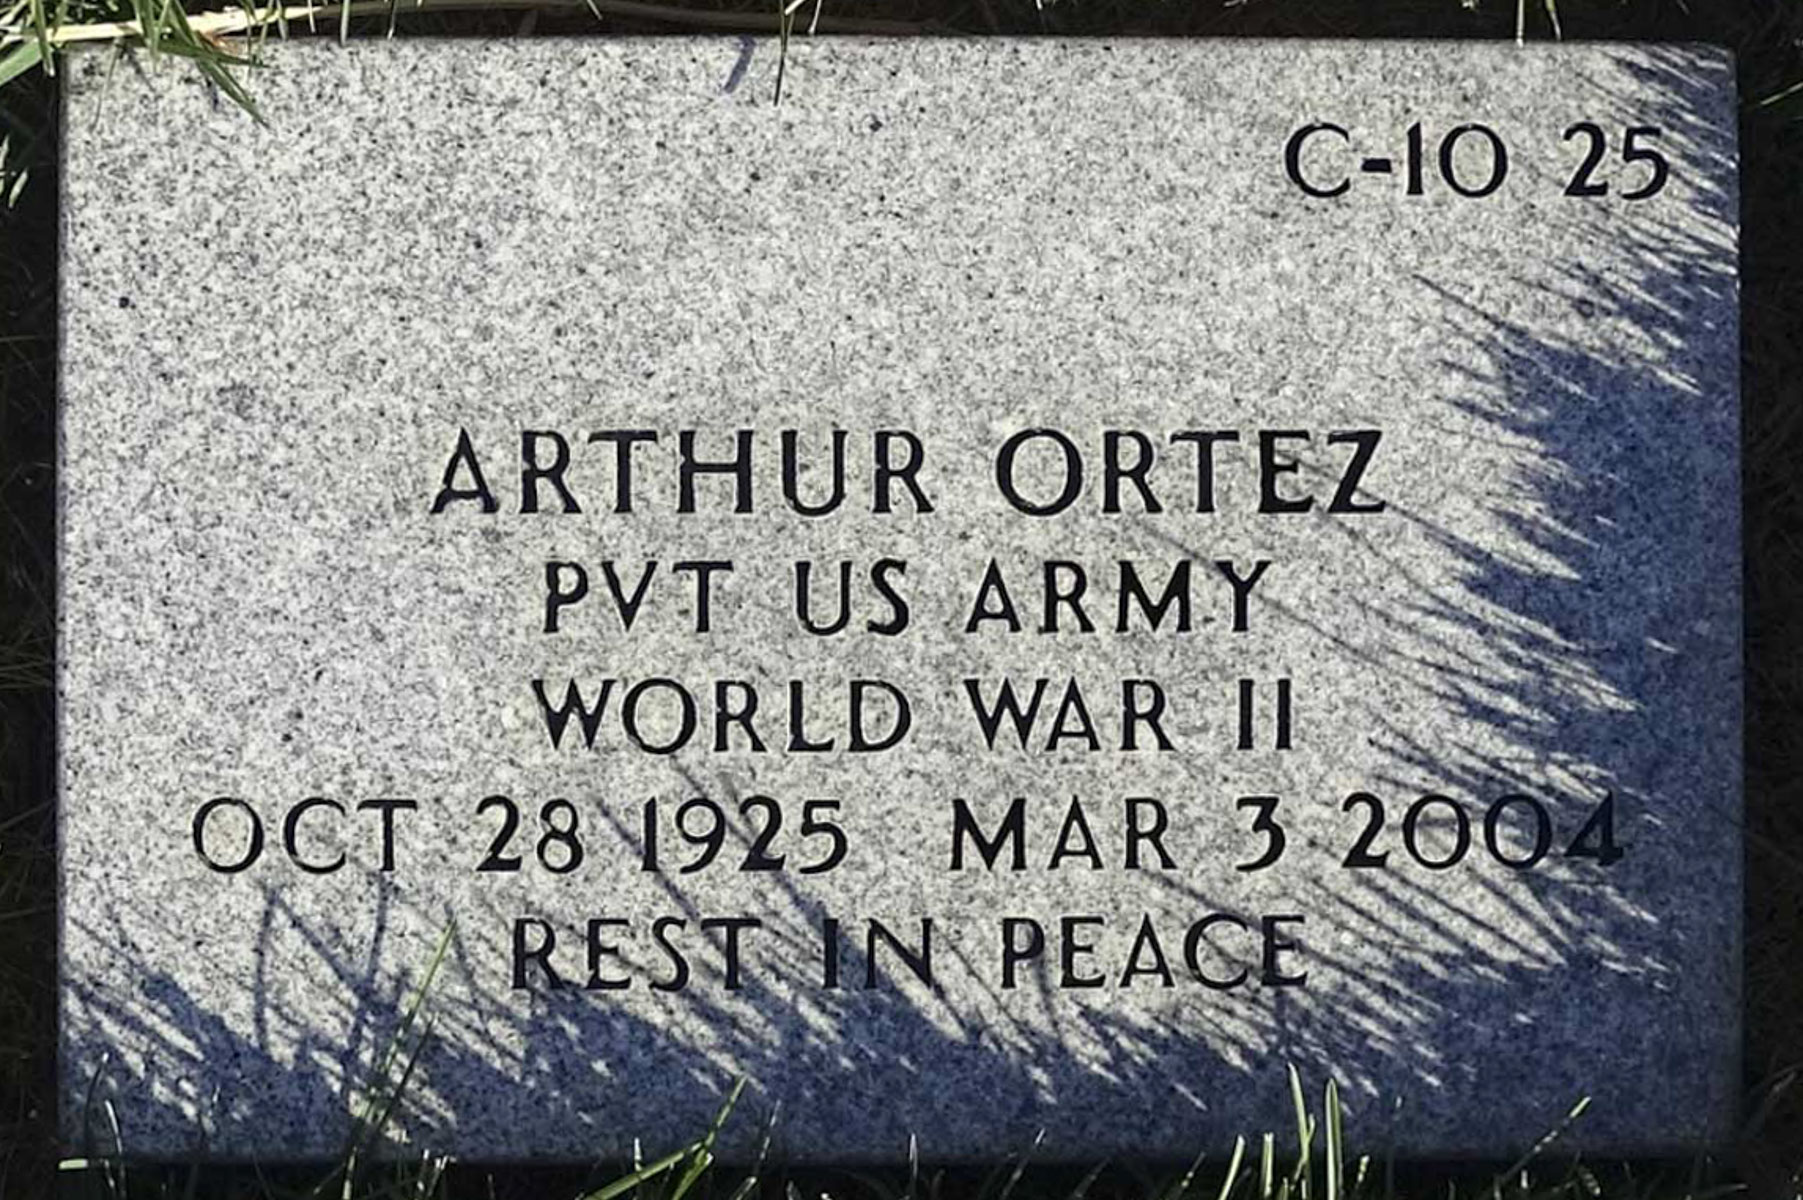 C-10 25
ARTHUR ORTEZ
PVT US ARMY
WORLD WAR II
OCT 28 1925 MAR 3 2004
REST IN PEACE